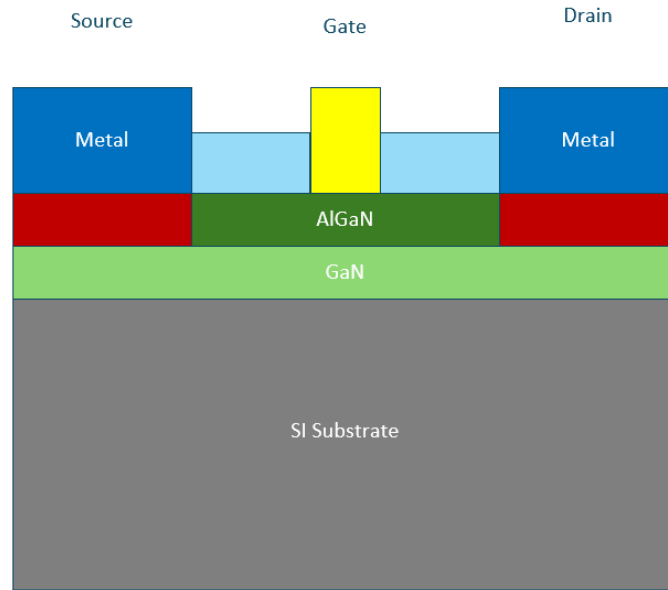 Source
Gate
Drain
Metal
Metal
AlGaN
GaN
SI Substrate